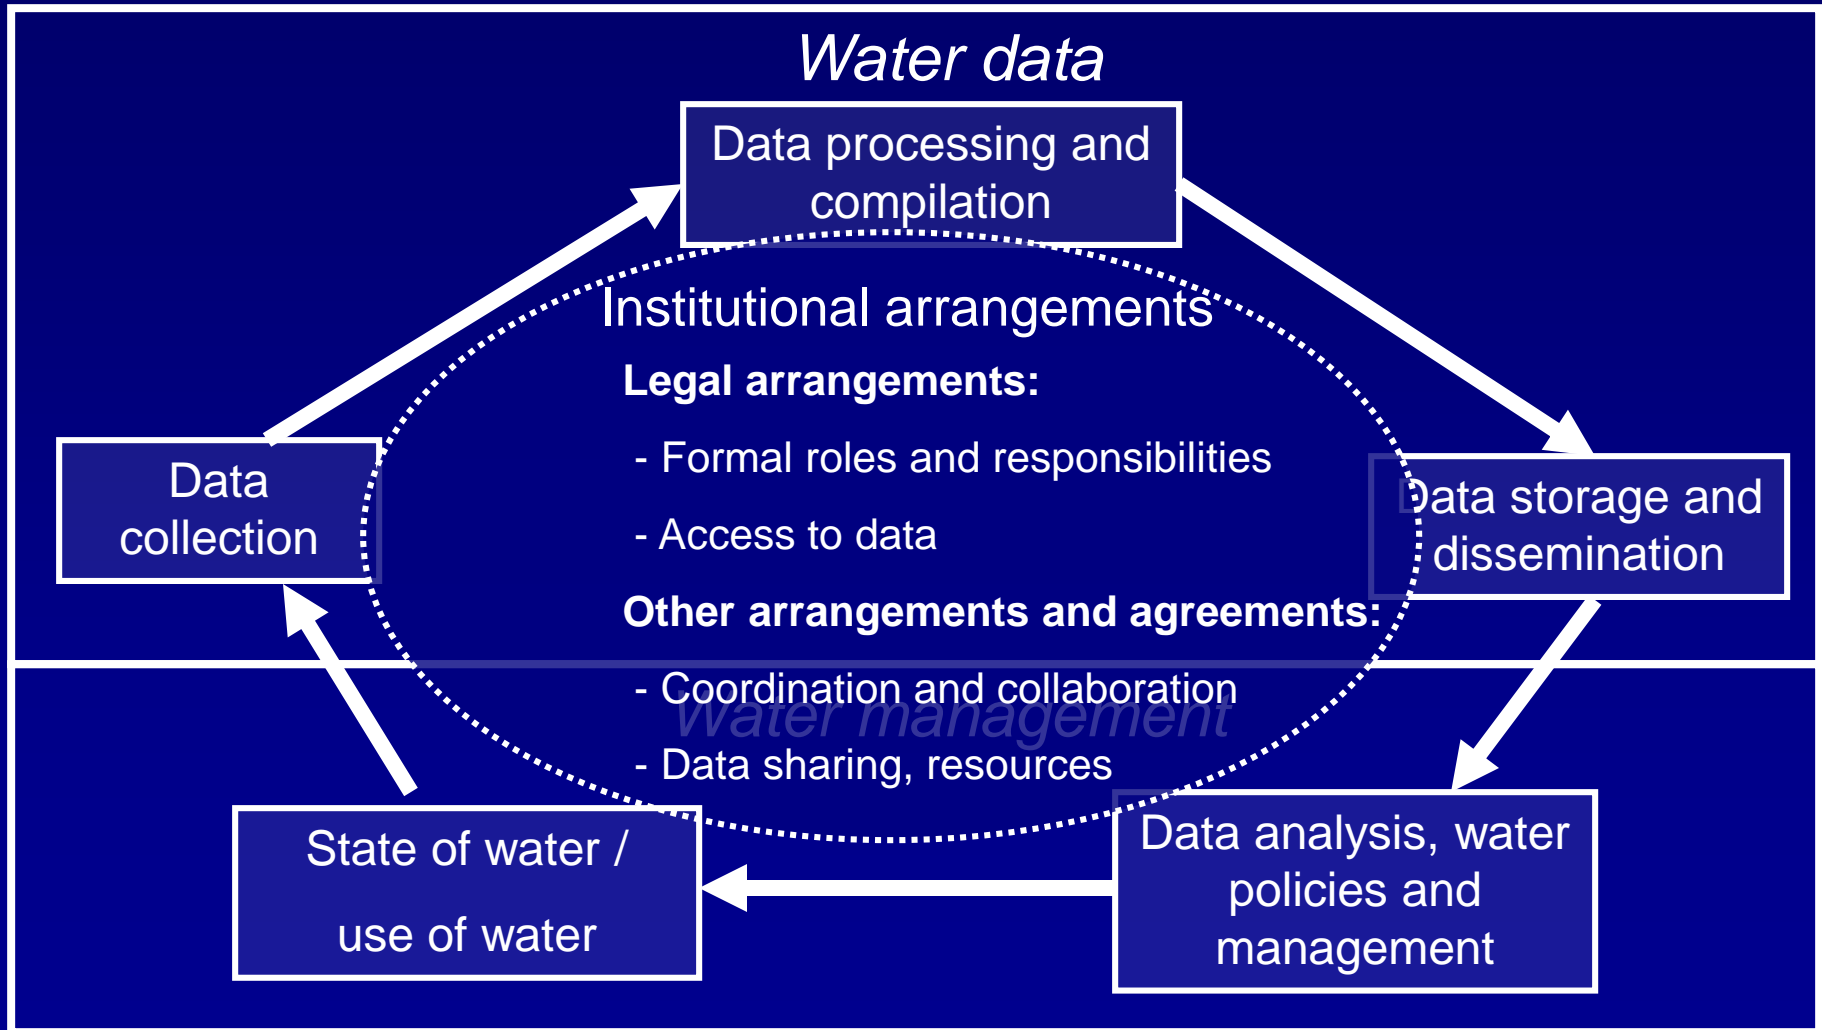 Water data
Data processing and
compilation
Institutional arrangements
Legal arrangements:
- Formal roles and responsibilities
- Access to data
Other arrangements and agreements:
- Coordination and collaboration
- Data sharing, resources
Data
collection
Data storage and
dissemination
Water management
State of water /
use of water
Data analysis, water
policies and
management